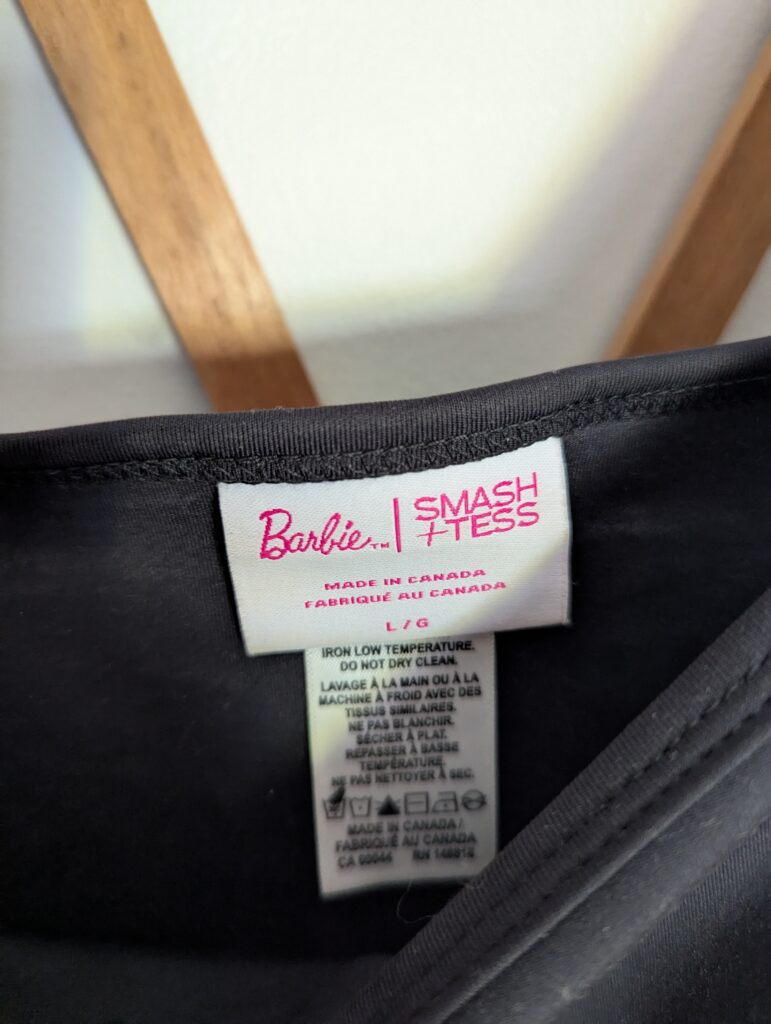 Barbie™ | SMASH
+TESS
MADE IN CANADA
FABRIQUÉ AU CANADA
L / G
IRON LOW TEMPERATURE.
DO NOT DRY CLEAN.
LAVAGE À LA MAIN OU À LA
MACHINE À FROID AVEC DES
TISSUS SIMILAIRES.
NE PAS BLANCHIR.
SÉCHER À PLAT.
REPASSER À BASSE
TEMPÉRATURE.
NE PAS NETTOYER À SEC.
MADE IN CANADA /
FABRIQUÉ AU CANADA
CA RN